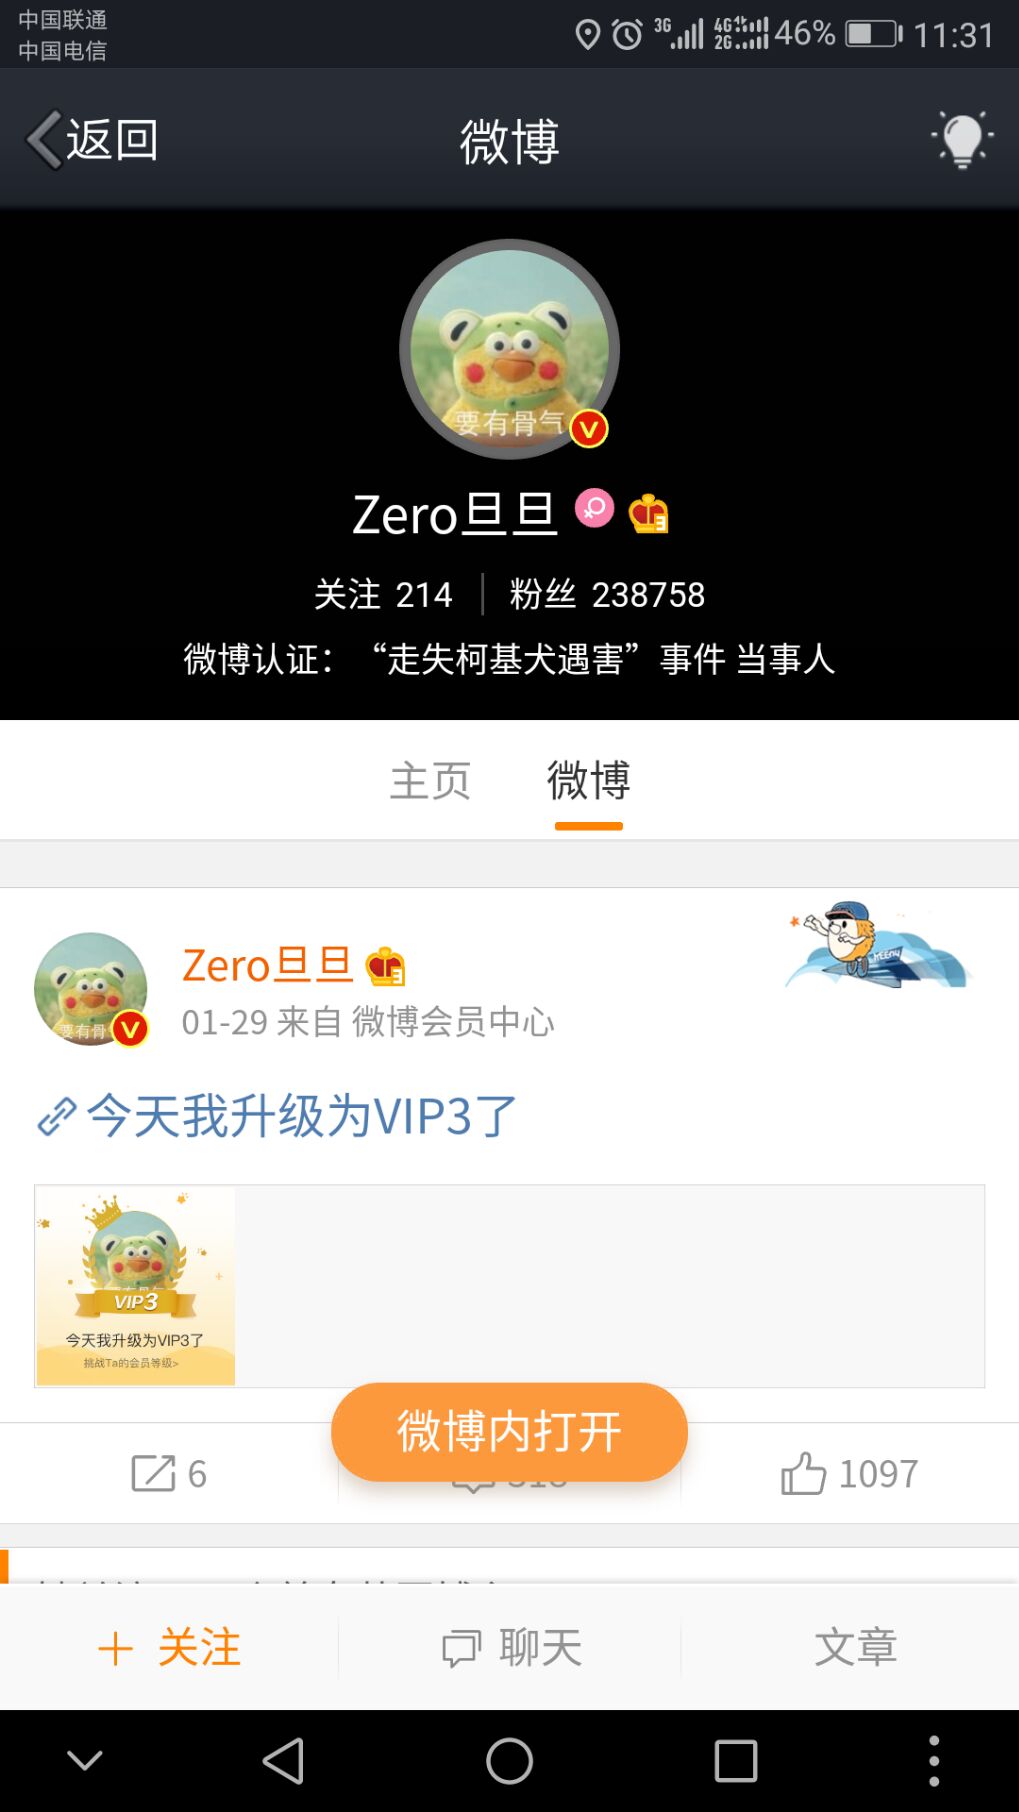 中国联通
中国电信
3G 4G 2G 46% 11:31
返回 微博
要有骨气
V
Zero旦旦 3
关注 214 粉丝 238758
微博认证：“走失柯基犬遇害”事件 当事人
主页 微博
Zero旦旦 3
01-29 来自 微博会员中心
要有骨
V
今天我升级为VIP3了
VIP3
今天我升级为VIP3了
挑战Ta的会员等级>
微博内打开
6 1097
关注 聊天 文章